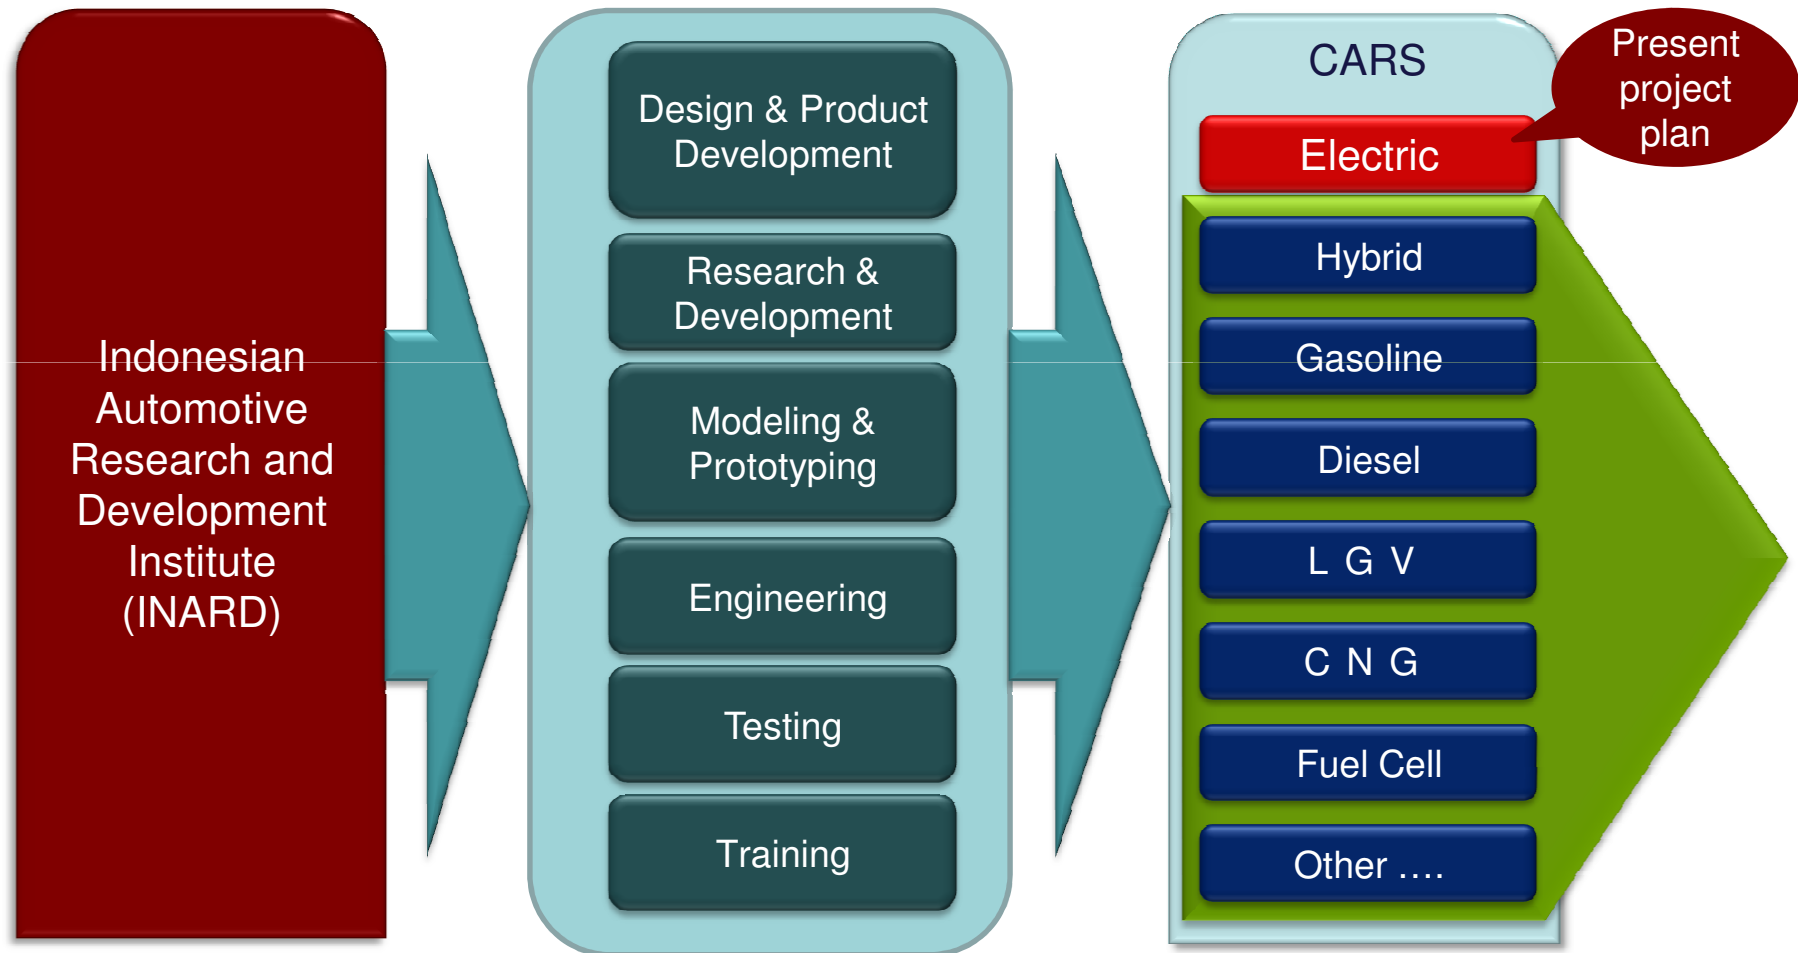 Indonesian
Automotive
Research and
Development
Institute
(INARD)
Design & Product
Development
Research &
Development
Modeling &
Prototyping
Engineering
Testing
Training
CARS
Present
project
plan
Electric
Hybrid
Gasoline
Diesel
L G V
C N G
Fuel Cell
Other ....